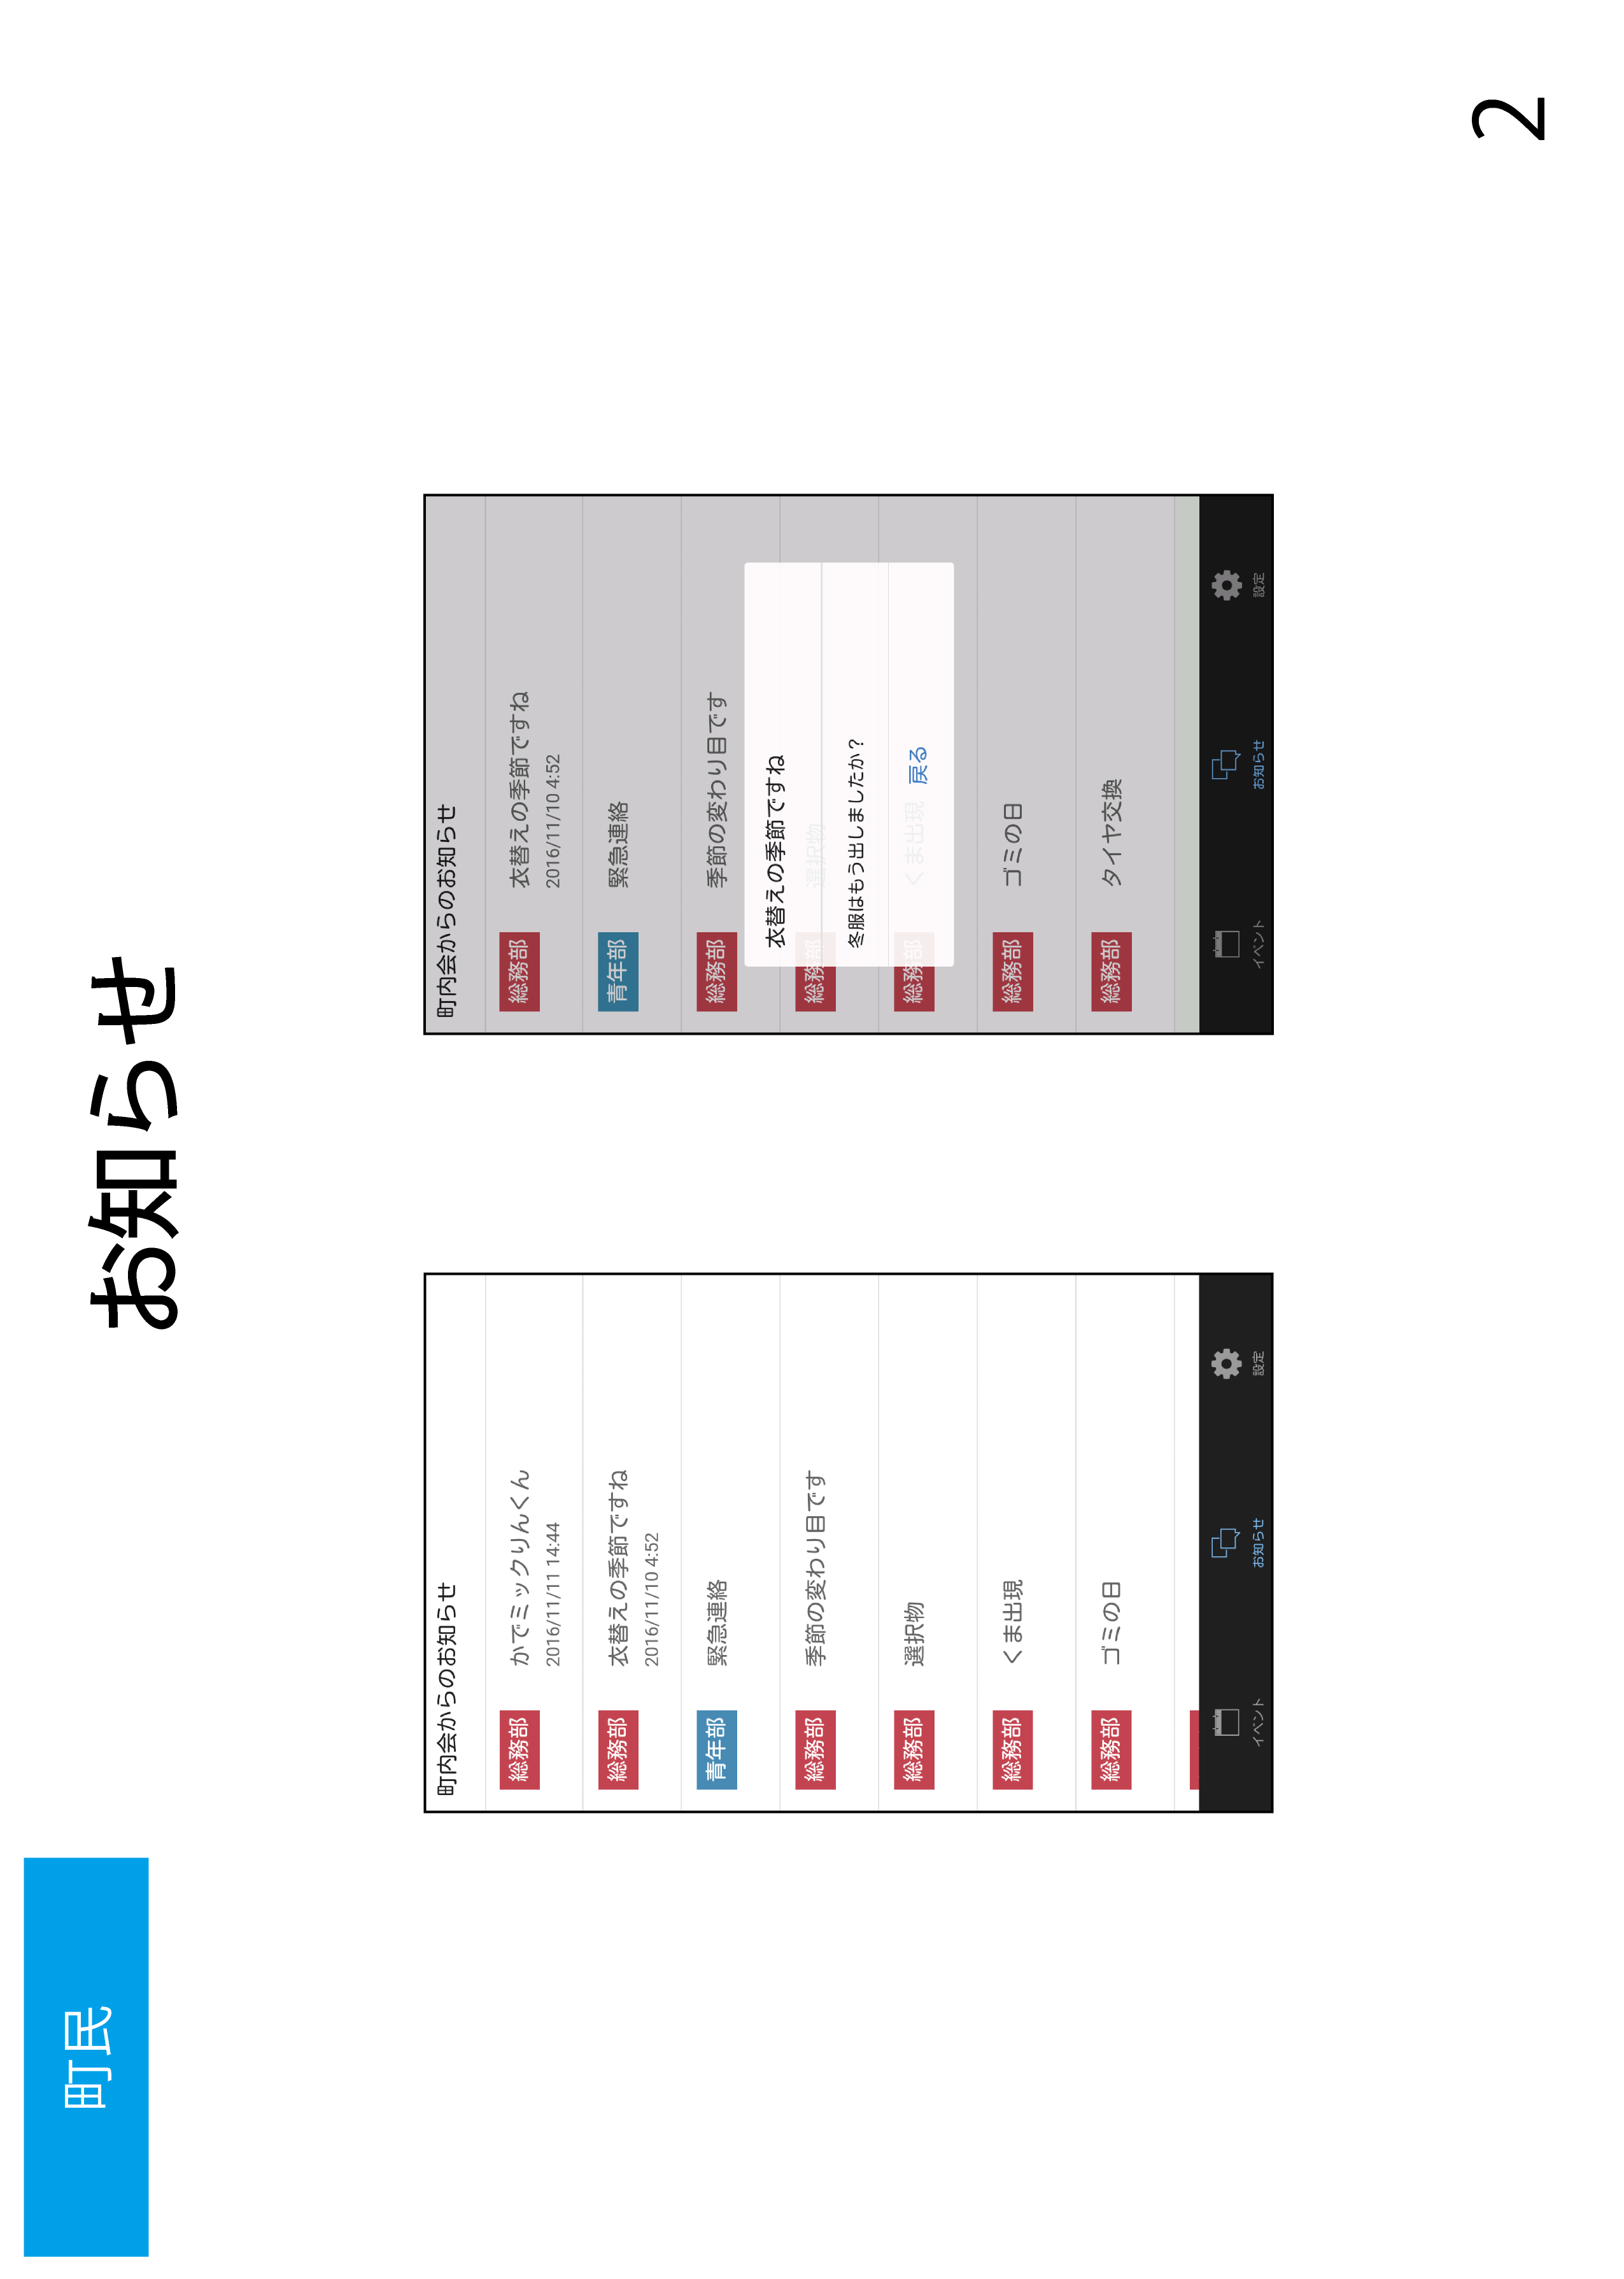 町民
お知らせ
町内会からのお知らせ
総務部
かでミックりんくん
2016/11/11 14:44
総務部
衣替えの季節ですね
2016/11/10 4:52
青年部
緊急連絡
総務部
季節の変わり目です
総務部
選択物
総務部
くま出現
総務部
ゴミの日
イベント
お知らせ
設定
町内会からのお知らせ
総務部
衣替えの季節ですね
2016/11/10 4:52
青年部
緊急連絡
総務部
季節の変わり目です
衣替えの季節ですね
総務部
選択物
冬服はもう出しましたか？
総務部
くま出現
戻る
総務部
ゴミの日
総務部
タイヤ交換
イベント
お知らせ
設定
2